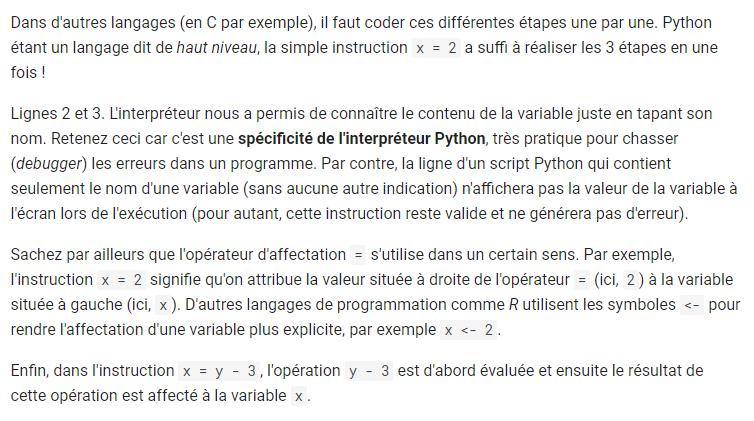 Dans d'autres langages (en C par exemple), il faut coder ces différentes étapes une par une. Python
étant un langage dit de haut niveau, la simple instruction x = 2 a suffi à réaliser les 3 étapes en une
fois !
Lignes 2 et 3. L'interpréteur nous a permis de connaître le contenu de la variable juste en tapant son
nom. Retenez ceci car c'est une spécificité de l'interpréteur Python, très pratique pour chasser
(debugger) les erreurs dans un programme. Par contre, la ligne d'un script Python qui contient
seulement le nom d'une variable (sans aucune autre indication) n'affichera pas la valeur de la variable à
l'écran lors de l'exécution (pour autant, cette instruction reste valide et ne générera pas d'erreur).
Sachez par ailleurs que l'opérateur d'affectation = s'utilise dans un certain sens. Par exemple,
l'instruction x = 2 signifie qu'on attribue la valeur située à droite de l'opérateur = (ici, 2 ) à la variable
située à gauche (ici, x ). D'autres langages de programmation comme R utilisent les symboles <- pour
rendre l'affectation d'une variable plus explicite, par exemple x <- 2 .
Enfin, dans l'instruction x = y - 3 , l'opération y - 3 est d'abord évaluée et ensuite le résultat de
cette opération est affecté à la variable x .